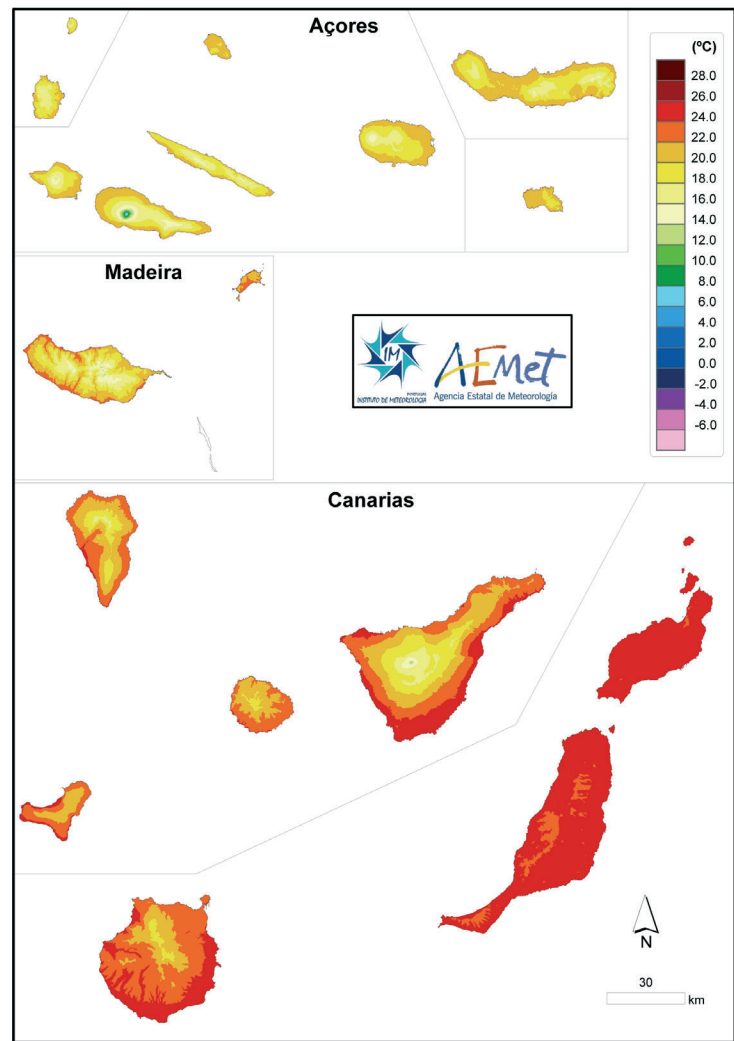 Açores
(ºC)
28.0
26.0
24.0
22.0
20.0
18.0
16.0
14.0
12.0
10.0
8.0
6.0
4.0
2.0
0.0
-2.0
-4.0
-6.0
Madeira
IM
PORTUGAL
INSTITUTO DE METEOROLOGIA
AEMet
Agencia Estatal de Meteorología
Canarias
N
30
km